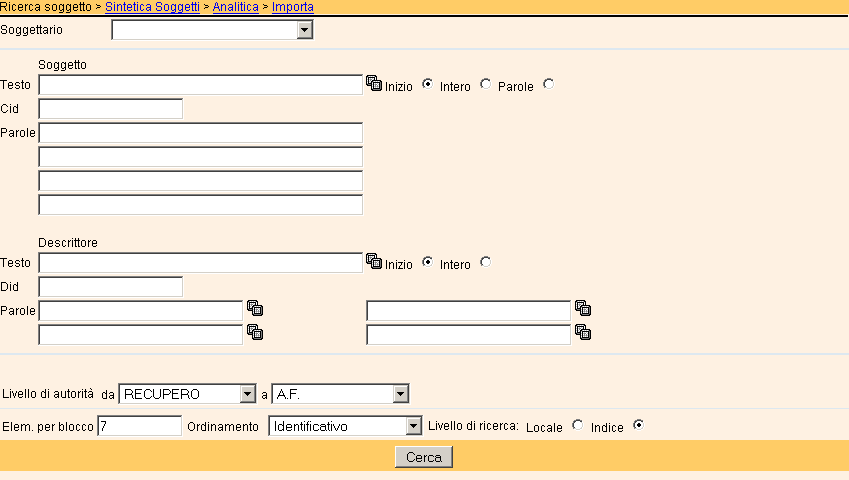 Ricerca soggetto > Sintetica Soggetti > Analitica > Importa
Soggettario
Soggetto
Testo Inizio Intero Parole
Cid
Parole
Descrittore
Testo Inizio Intero
Did
Parole
Livello di autorità da RECUPERO a A.F.
Elem. per blocco 7 Ordinamento Identificativo Livello di ricerca: Locale Indice
Cerca